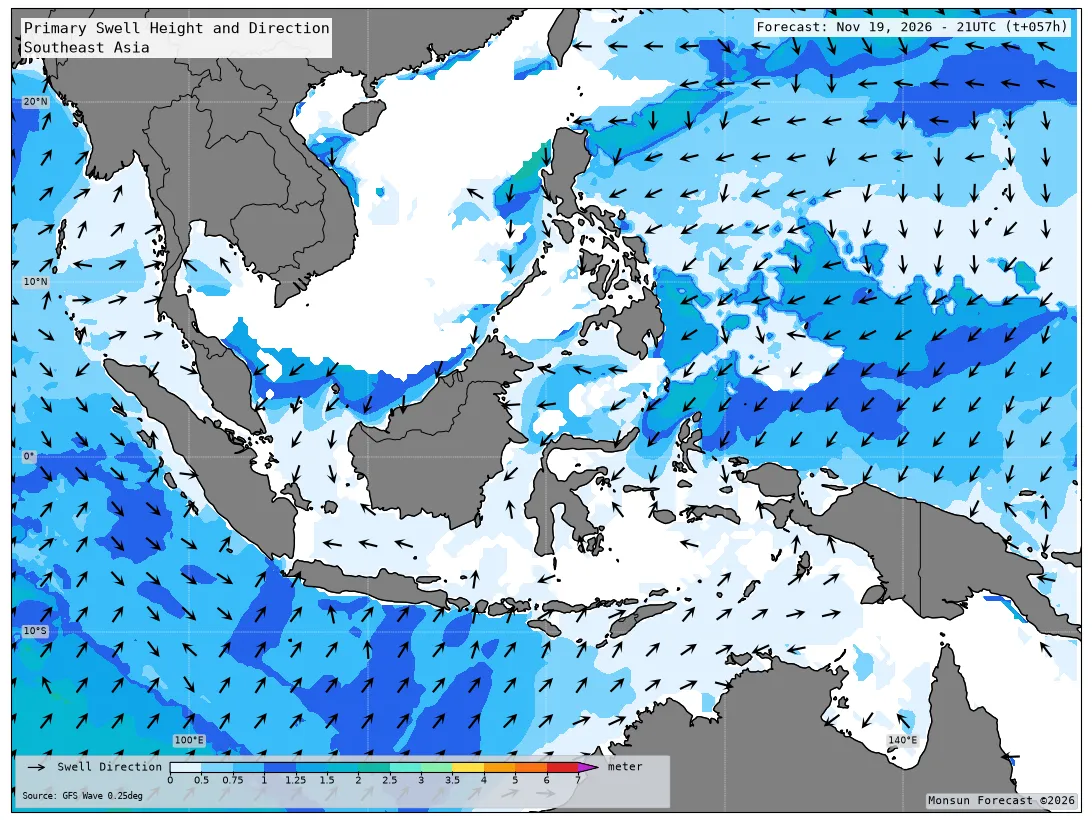 Primary Swell Height and Direction
Southeast Asia
Forecast: Nov 19, 2026 - 21UTC (t+057h)
20°N
10°N
0°
10°S
100°E
140°E
Swell Direction
0 0.5 0.75 1 1.25 1.5 2 2.5 3 3.5 4 5 6 7
meter
Source: GFS Wave 0.25deg
Monsun Forecast ©2026